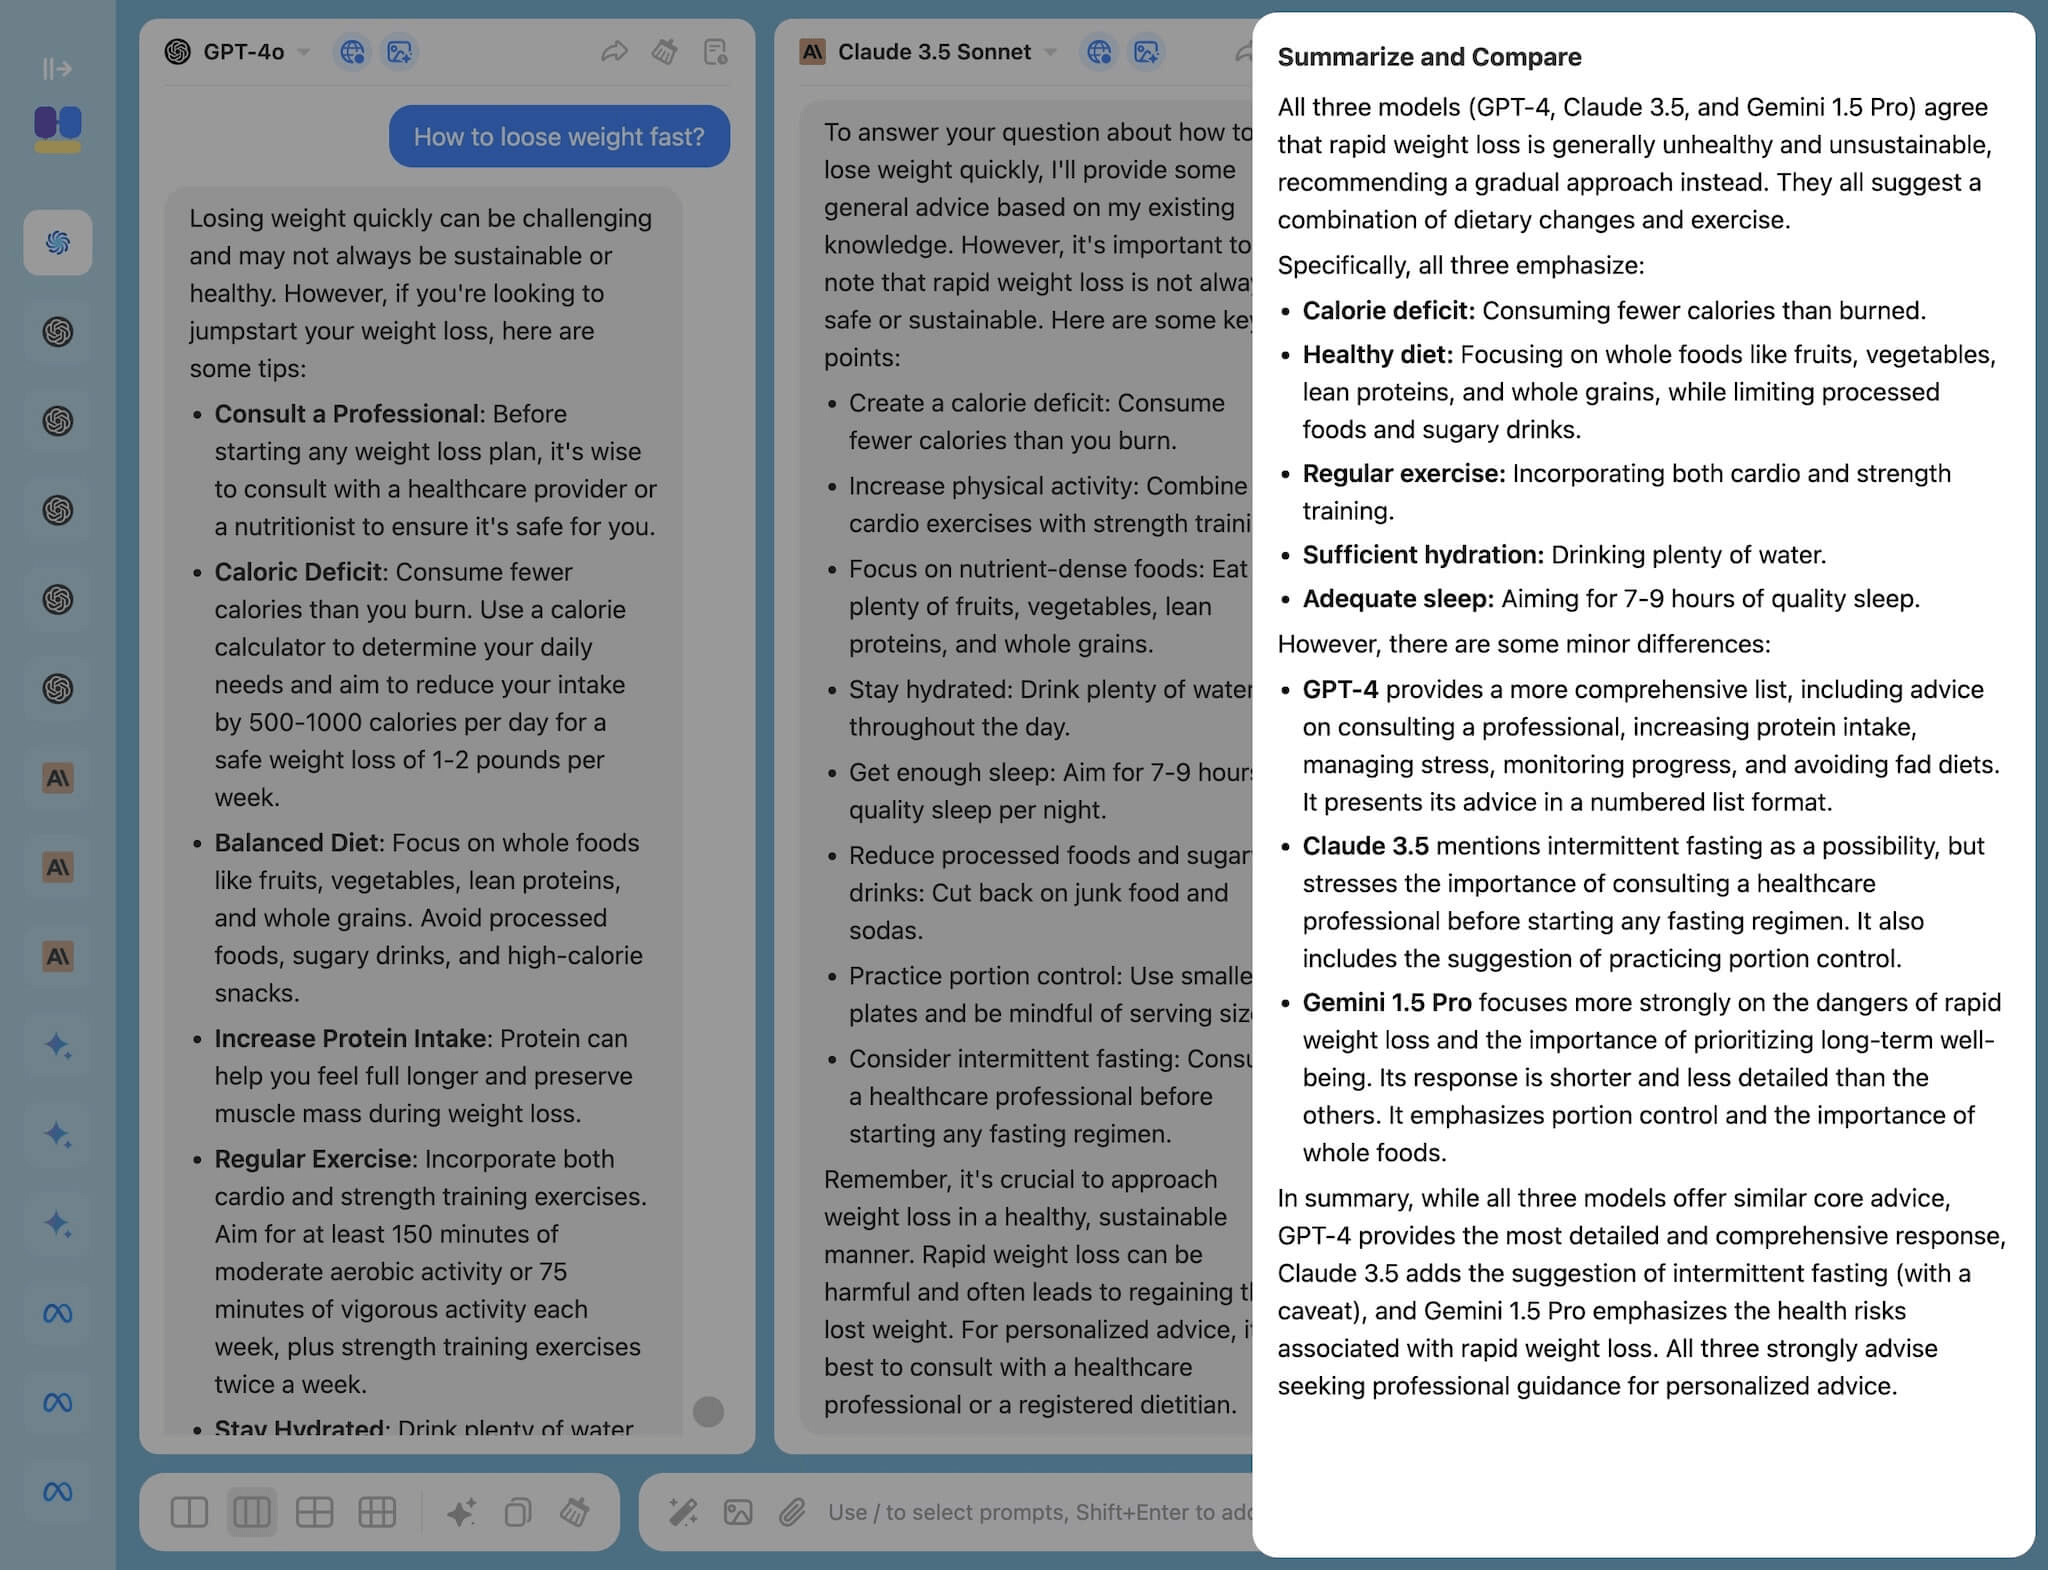 GPT-4o
How to loose weight fast?
Losing weight quickly can be challenging
and may not always be sustainable or
healthy. However, if you're looking to
jumpstart your weight loss, here are
some tips:
• Consult a Professional: Before
starting any weight loss plan, it's wise
to consult with a healthcare provider or
a nutritionist to ensure it's safe for you.
• Caloric Deficit: Consume fewer
calories than you burn. Use a calorie
calculator to determine your daily
needs and aim to reduce your intake
by 500-1000 calories per day for a
safe weight loss of 1-2 pounds per
week.
• Balanced Diet: Focus on whole foods
like fruits, vegetables, lean proteins,
and whole grains. Avoid processed
foods, sugary drinks, and high-calorie
snacks.
• Increase Protein Intake: Protein can
help you feel full longer and preserve
muscle mass during weight loss.
• Regular Exercise: Incorporate both
cardio and strength training exercises.
Aim for at least 150 minutes of
moderate aerobic activity or 75
minutes of vigorous activity each
week, plus strength training exercises
twice a week.
• Stay Hydrated: Drink plenty of water
Claude 3.5 Sonnet
To answer your question about how to
lose weight quickly, I'll provide some
general advice based on my existing
knowledge. However, it's important to
note that rapid weight loss is not
safe or sustainable. Here are some
points:
• Create a calorie deficit: Consume
fewer calories than you burn.
• Increase physical activity: Combine
cardio exercises with strength
• Focus on nutrient-dense foods: Eat
plenty of fruits, vegetables, lean
proteins, and whole grains.
• Stay hydrated: Drink plenty of water
throughout the day.
• Get enough sleep: Aim for 7-9
quality sleep per night.
• Reduce processed foods and
drinks: Cut back on junk food and
sodas.
• Practice portion control: Use
plates and be mindful of serving
• Consider intermittent fasting:
a healthcare professional before
starting any fasting regimen.
Remember, it's crucial to approach
weight loss in a healthy, sustainable
manner. Rapid weight loss can be
harmful and often leads to regaining
lost weight. For personalized advice,
best to consult with a healthcare
professional or a registered dietitian.
Use / to select prompts, Shift+Enter to
Summarize and Compare
All three models (GPT-4, Claude 3.5, and Gemini 1.5 Pro) agree
that rapid weight loss is generally unhealthy and unsustainable,
recommending a gradual approach instead. They all suggest a
combination of dietary changes and exercise.
Specifically, all three emphasize:
• Calorie deficit: Consuming fewer calories than burned.
• Healthy diet: Focusing on whole foods like fruits, vegetables,
lean proteins, and whole grains, while limiting processed
foods and sugary drinks.
• Regular exercise: Incorporating both cardio and strength
training.
• Sufficient hydration: Drinking plenty of water.
• Adequate sleep: Aiming for 7-9 hours of quality sleep.
However, there are some minor differences:
• GPT-4 provides a more comprehensive list, including advice
on consulting a professional, increasing protein intake,
managing stress, monitoring progress, and avoiding fad diets.
It presents its advice in a numbered list format.
• Claude 3.5 mentions intermittent fasting as a possibility, but
stresses the importance of consulting a healthcare
professional before starting any fasting regimen. It also
includes the suggestion of practicing portion control.
• Gemini 1.5 Pro focuses more strongly on the dangers of rapid
weight loss and the importance of prioritizing long-term well-
being. Its response is shorter and less detailed than the
others. It emphasizes portion control and the importance of
whole foods.
In summary, while all three models offer similar core advice,
GPT-4 provides the most detailed and comprehensive response,
Claude 3.5 adds the suggestion of intermittent fasting (with a
caveat), and Gemini 1.5 Pro emphasizes the health risks
associated with rapid weight loss. All three strongly advise
seeking professional guidance for personalized advice.